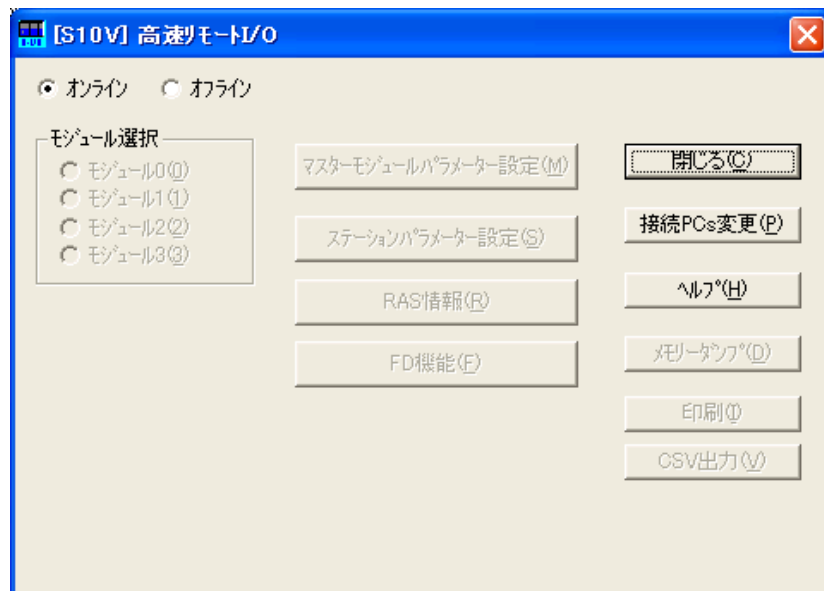 [S10V] 高速リモートI/O
オンライン オフライン
モジュール選択
モジュール0(0)
モジュール1(1)
モジュール2(2)
モジュール3(3)
マスターモジュールパラメーター設定(M)
ステーションパラメーター設定(S)
RAS情報(R)
FD機能(F)
閉じる(C)
接続PCs変更(P)
ヘルプ(H)
メモリーダンプ(D)
印刷(I)
CSV出力(V)